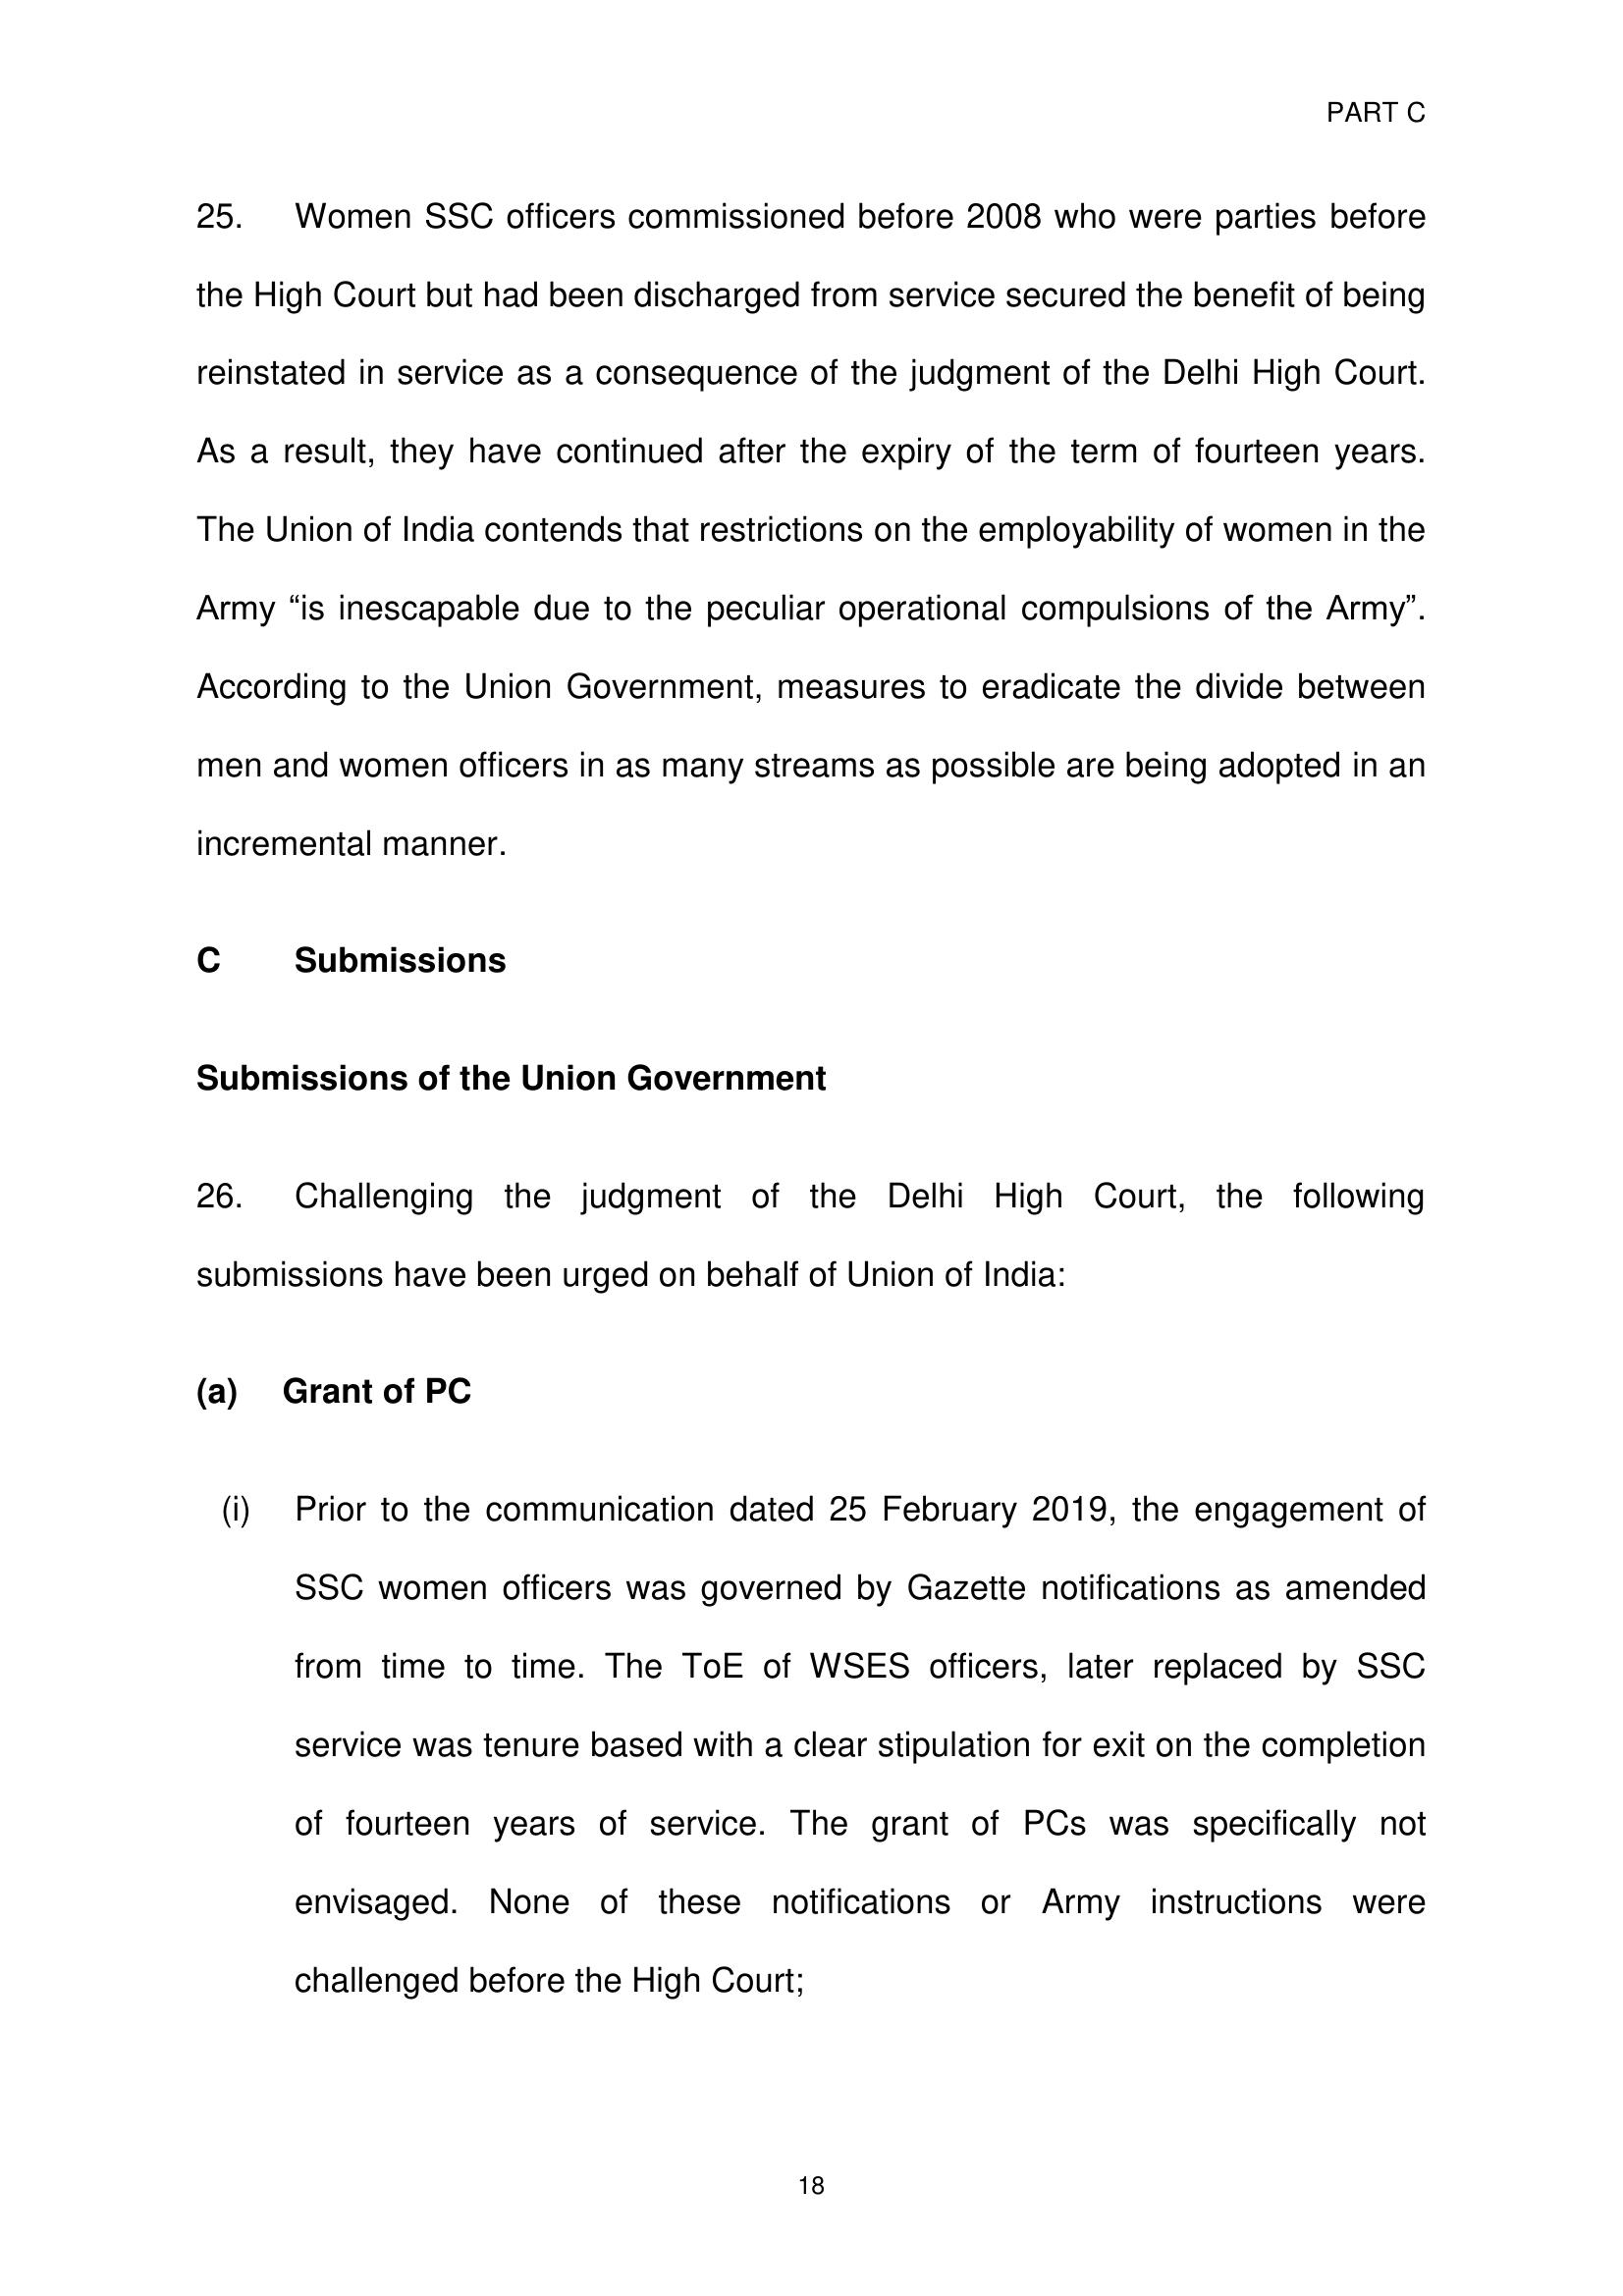 PART C
25. Women SSC officers commissioned before 2008 who were parties before
the High Court but had been discharged from service secured the benefit of being
reinstated in service as a consequence of the judgment of the Delhi High Court.
As a result, they have continued after the expiry of the term of fourteen years.
The Union of India contends that restrictions on the employability of women in the
Army “is inescapable due to the peculiar operational compulsions of the Army”.
According to the Union Government, measures to eradicate the divide between
men and women officers in as many streams as possible are being adopted in an
incremental manner.
C Submissions
Submissions of the Union Government
26. Challenging the judgment of the Delhi High Court, the following
submissions have been urged on behalf of Union of India:
(a) Grant of PC
(i) Prior to the communication dated 25 February 2019, the engagement of
SSC women officers was governed by Gazette notifications as amended
from time to time. The ToE of WSES officers, later replaced by SSC
service was tenure based with a clear stipulation for exit on the completion
of fourteen years of service. The grant of PCs was specifically not
envisaged. None of these notifications or Army instructions were
challenged before the High Court;
18